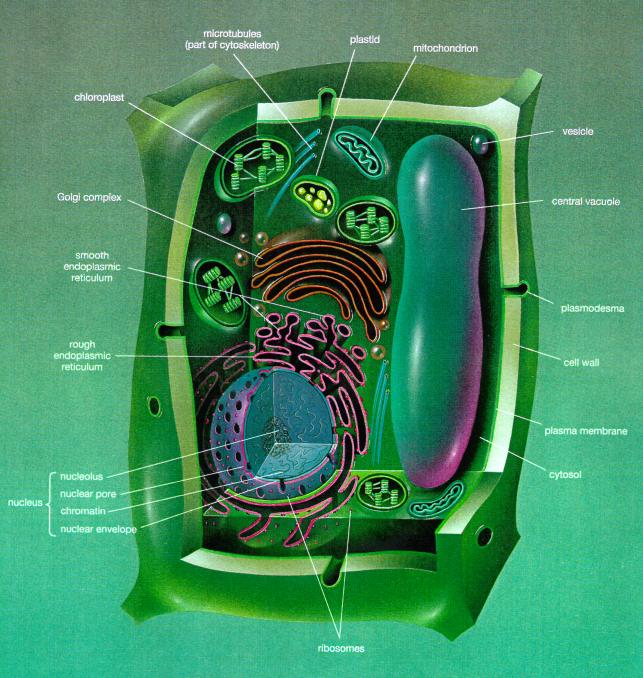 microtubules
(part of cytoskeleton)
plastid
mitochondrion
chloroplast
vesicle
Golgi complex
central vacuole
smooth
endoplasmic
reticulum
plasmodesma
rough
endoplasmic
reticulum
cell wall
plasma membrane
cytosol
nucleus
nucleolus
nuclear pore
chromatin
nuclear envelope
ribosomes